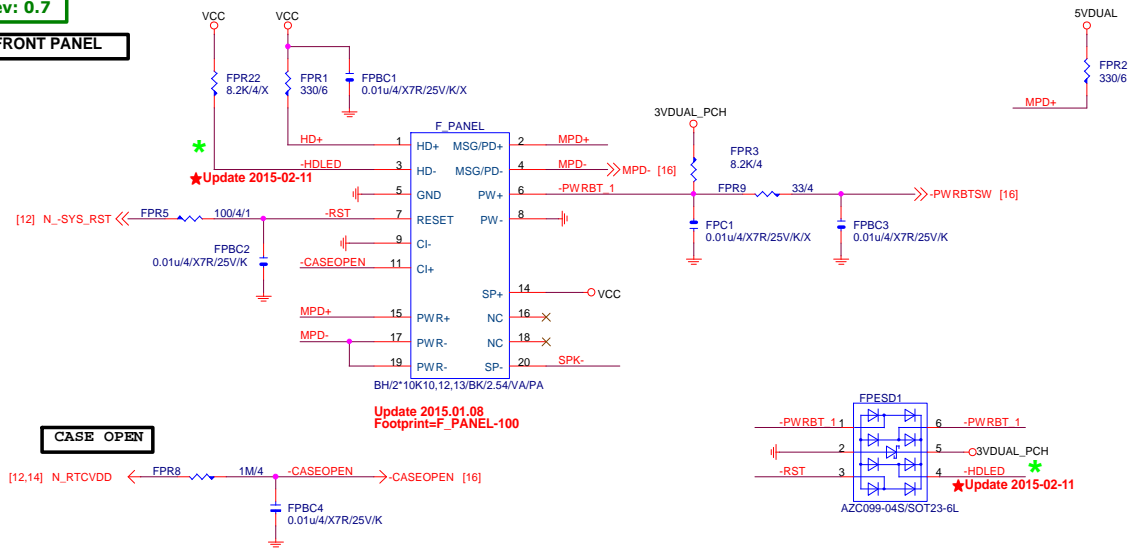 ev: 0.7
FRONT PANEL
VCC
VCC
5VDUAL
FPR22
8.2K/4/X
FPR1
330/6
FPBC1
0.01u/4/X7R/25V/K/X
FPR2
330/6
MPD+
3VDUAL_PCH
F_PANEL
HD+ 1 HD+ MSG/PD+ 2 MPD+
-HDLED 3 HD- MSG/PD- 4 MPD- MPD- [16]
* 
★Update 2015-02-11
FPR3
8.2K/4
5 GND PW+ 6 -PWRBT_1 FPR9 33/4 -PWRBTSW [16]
[12] N_-SYS_RST FPR5 100/4/1 -RST 7 RESET PW- 8
FPBC2
0.01u/4/X7R/25V/K
FPC1
0.01u/4/X7R/25V/K/X
FPBC3
0.01u/4/X7R/25V/K
9 CI-
-CASEOPEN 11 CI+
SP+ 14 VCC
MPD+ 15 PWR+ NC 16
MPD- 17 PWR- NC 18
19 PWR- SP- 20 SPK-
BH/2*10K10,12,13/BK/2.54/VA/PA
Update 2015.01.08
Footprint=F_PANEL-100
CASE OPEN
[12,14] N_RTCVDD FPR8 1M/4 -CASEOPEN -CASEOPEN [16]
FPBC4
0.01u/4/X7R/25V/K
FPESD1
-PWRBT_1 1 6 -PWRBT_1
2 5 3VDUAL_PCH
-RST 3 4 -HDLED *
★Update 2015-02-11
AZC099-04S/SOT23-6L